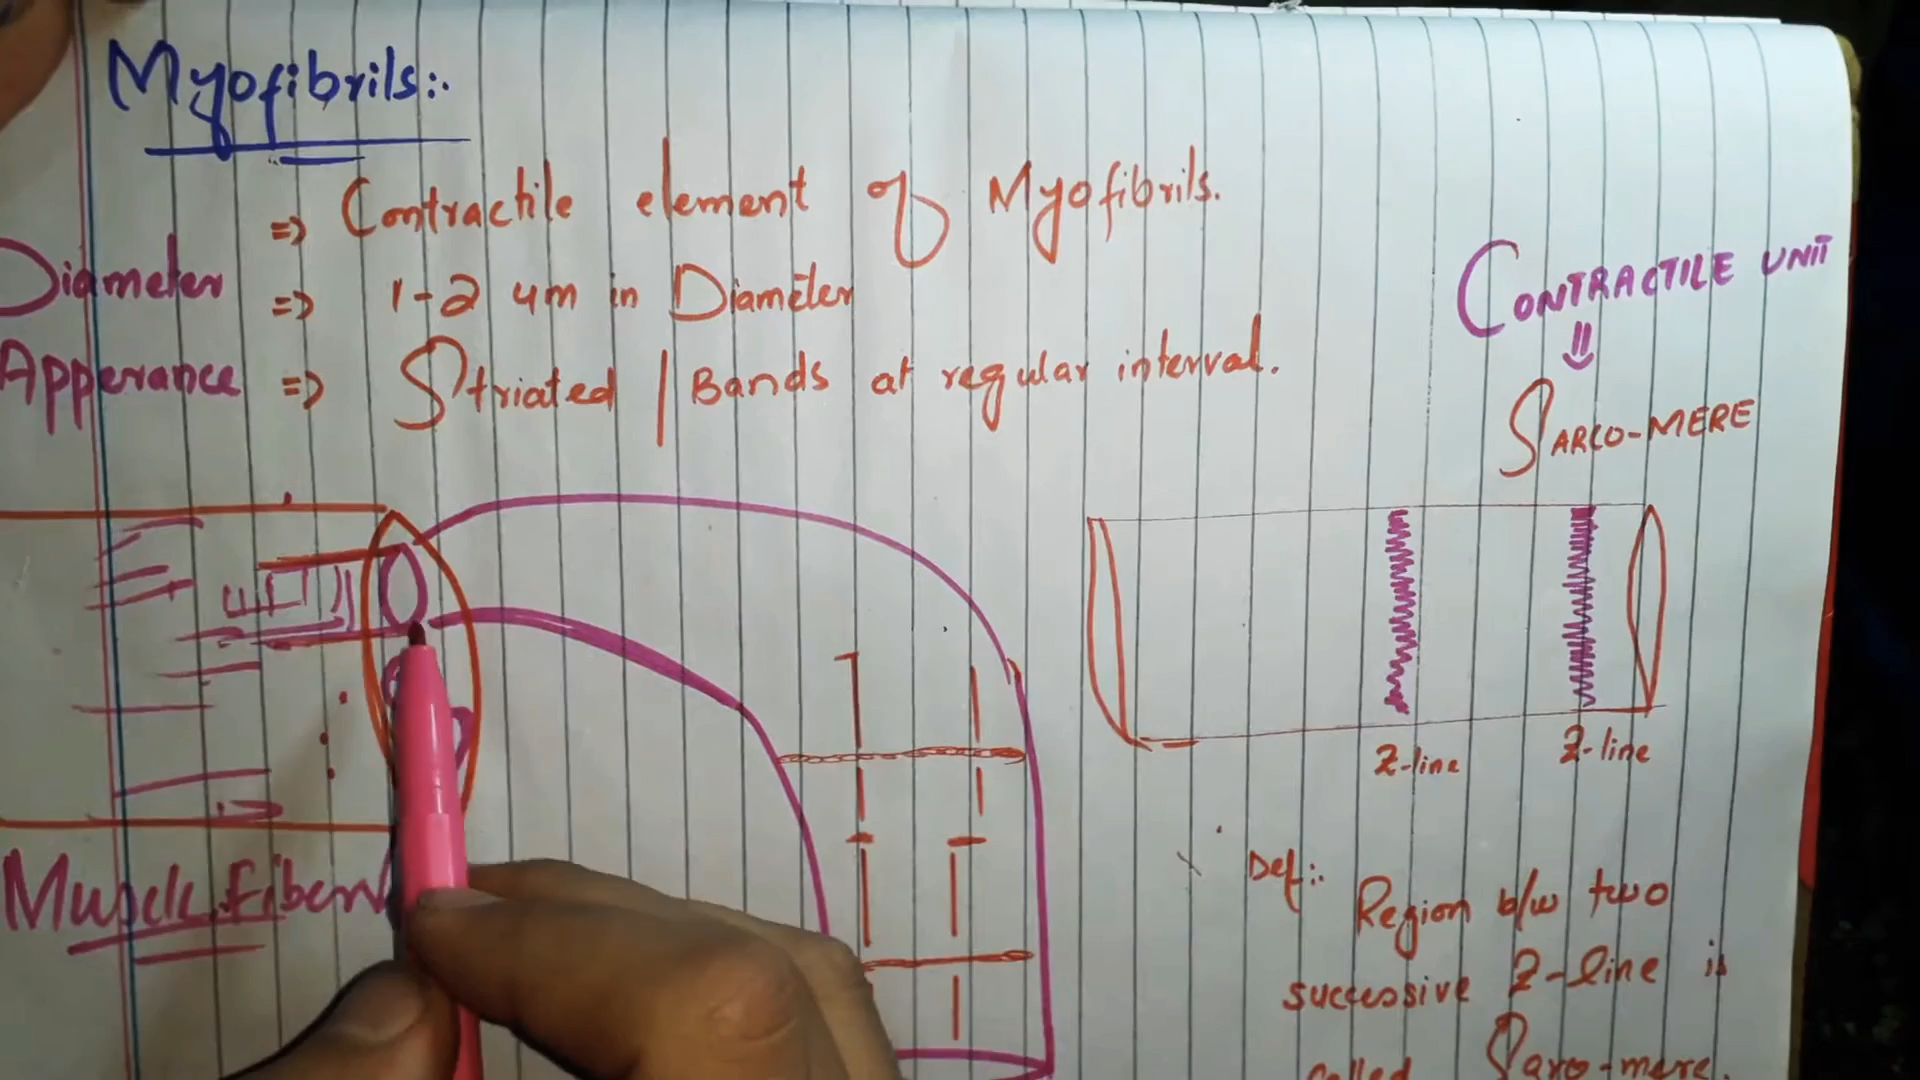 Myofibrils:.
=> Contractile element of Myofibrils.
Diameter => 1-2 um in Diameter
Apperance => Striated / Bands at regular interval.
CONTRACTILE UNIT
SARCO-MERE
Z-line
Z-line
Muscle Fiber
Def:.
Region b/w two
successive Z-line is
called Sarco-mere.